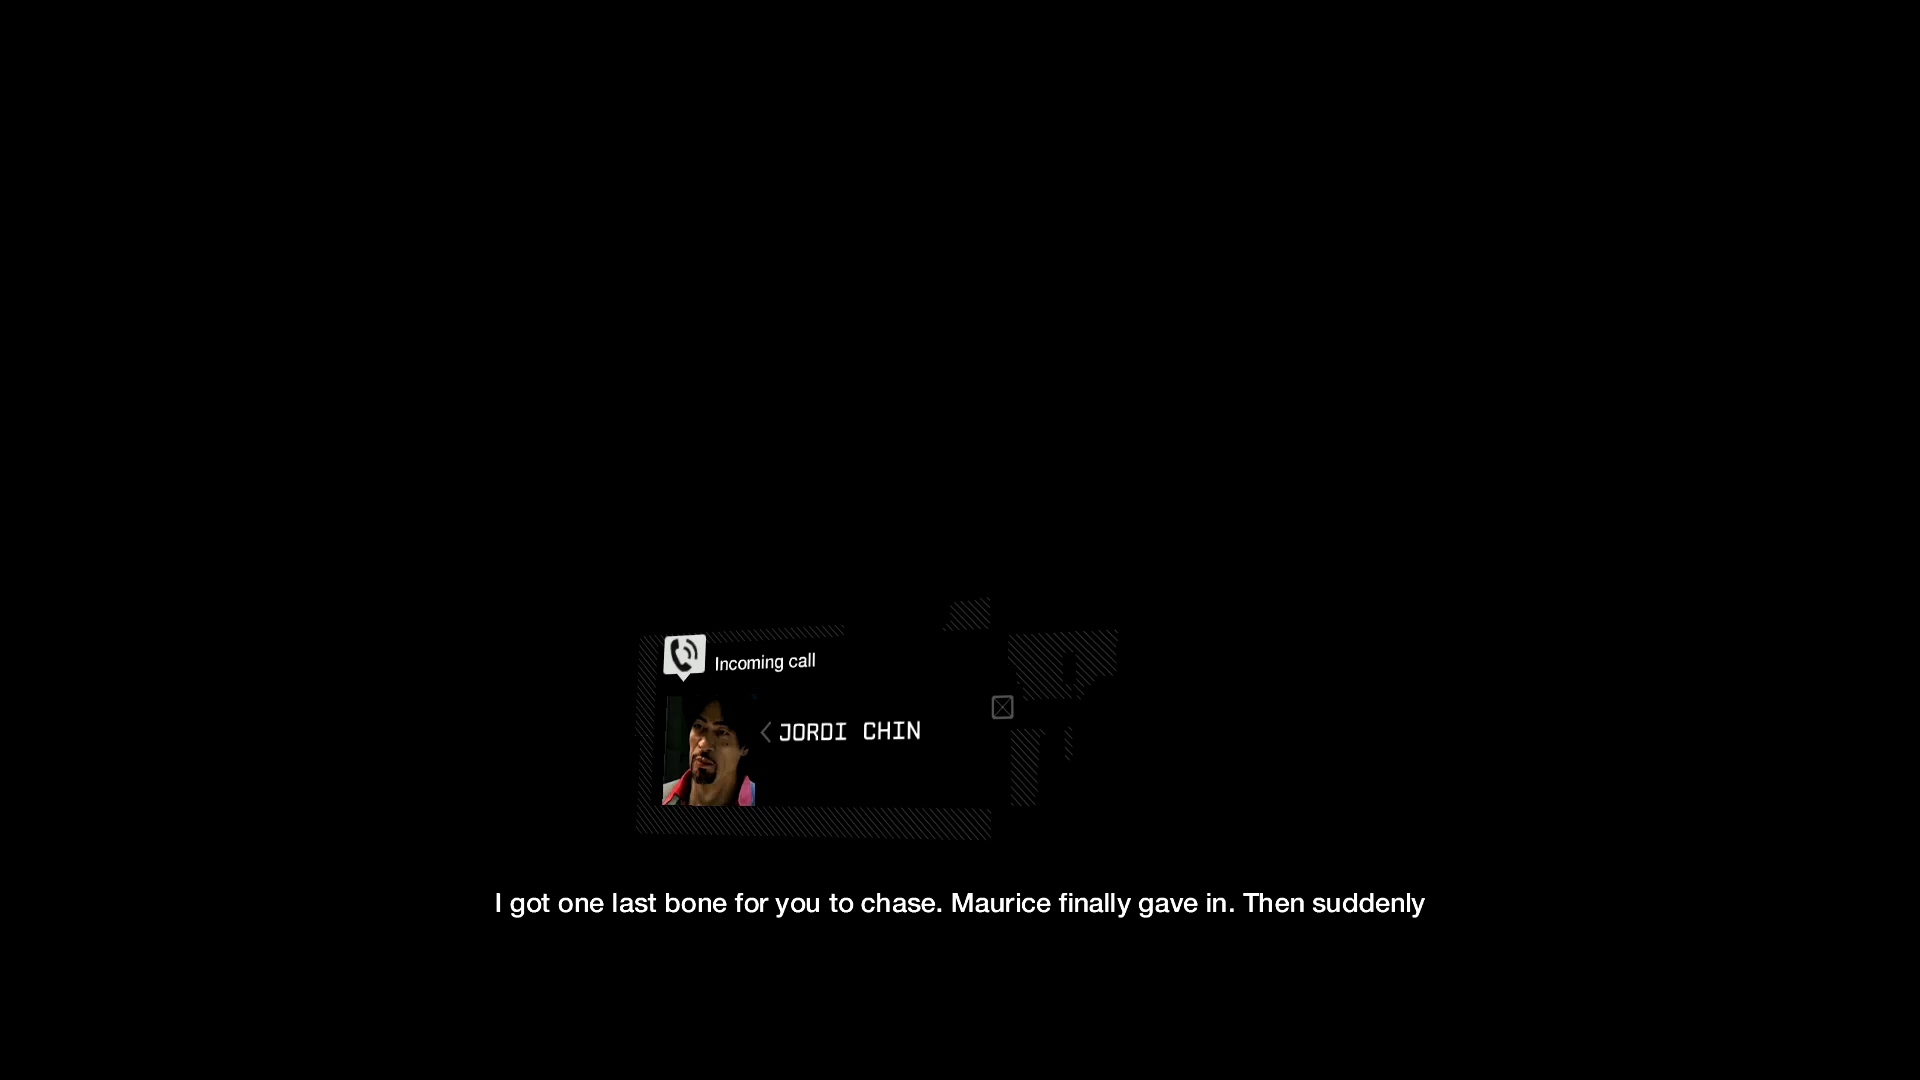 Incoming call
JORDI CHIN
I got one last bone for you to chase. Maurice finally gave in. Then suddenly